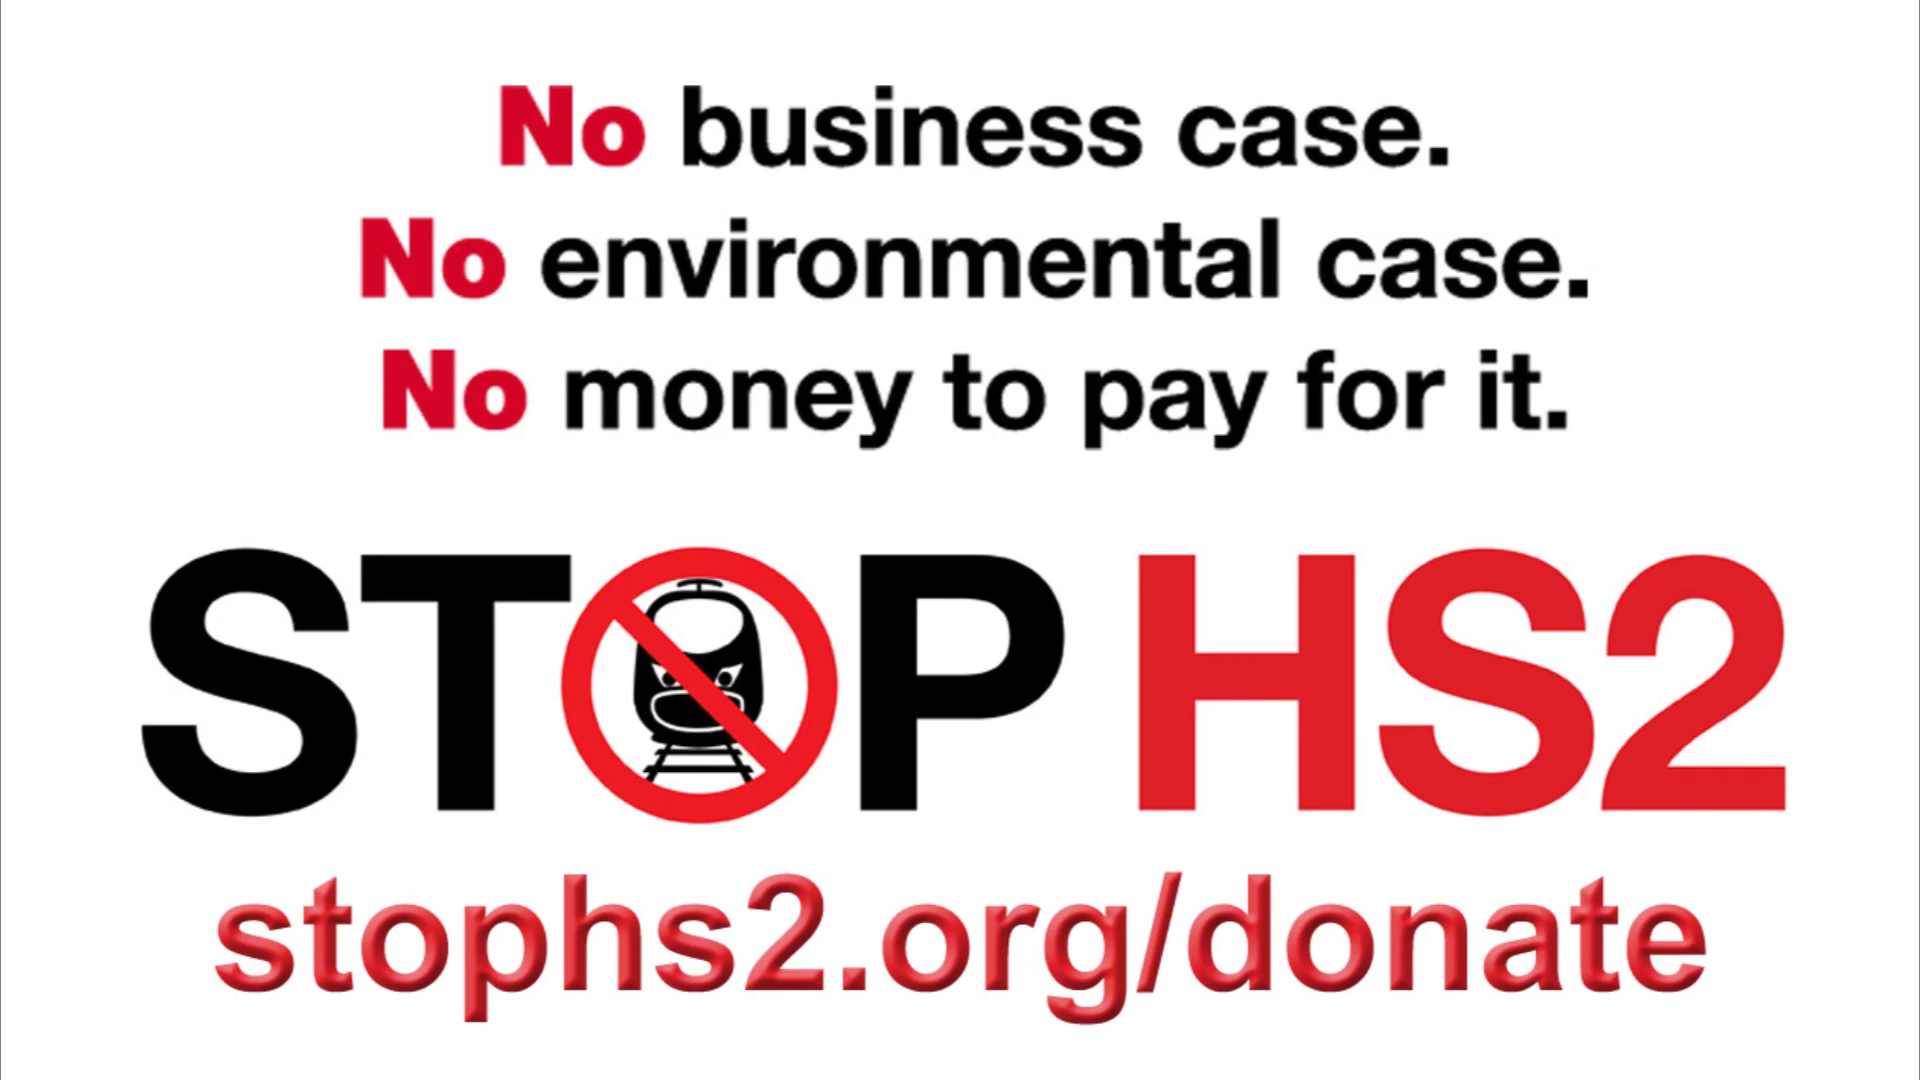 No business case.
No environmental case.
No money to pay for it.
STOP HS2
stophs2.org/donate